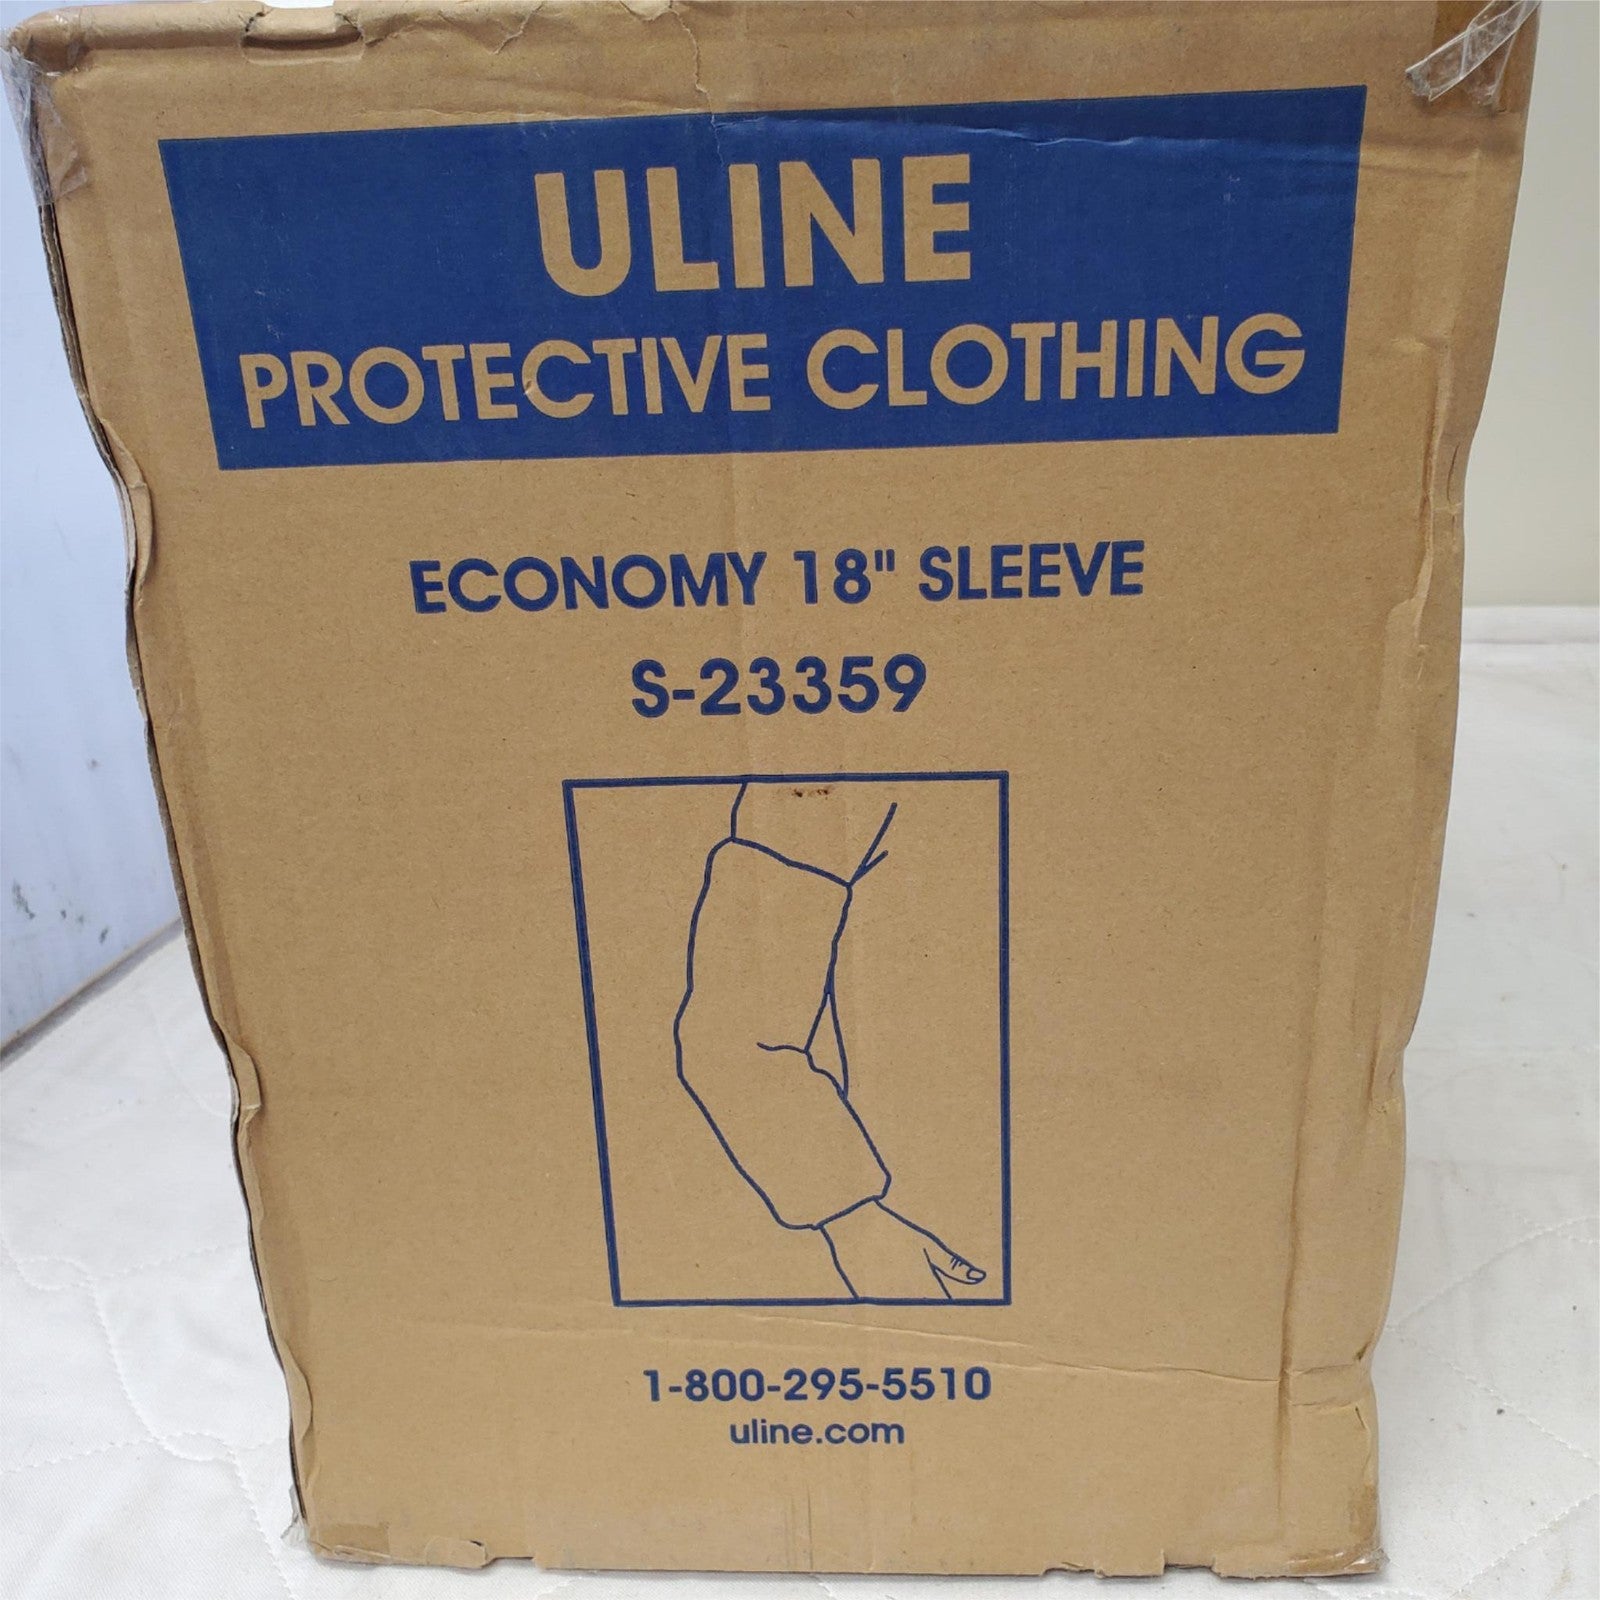 ULINE
PROTECTIVE CLOTHING
ECONOMY 18" SLEEVE
S-23359
1-800-295-5510
uline.com